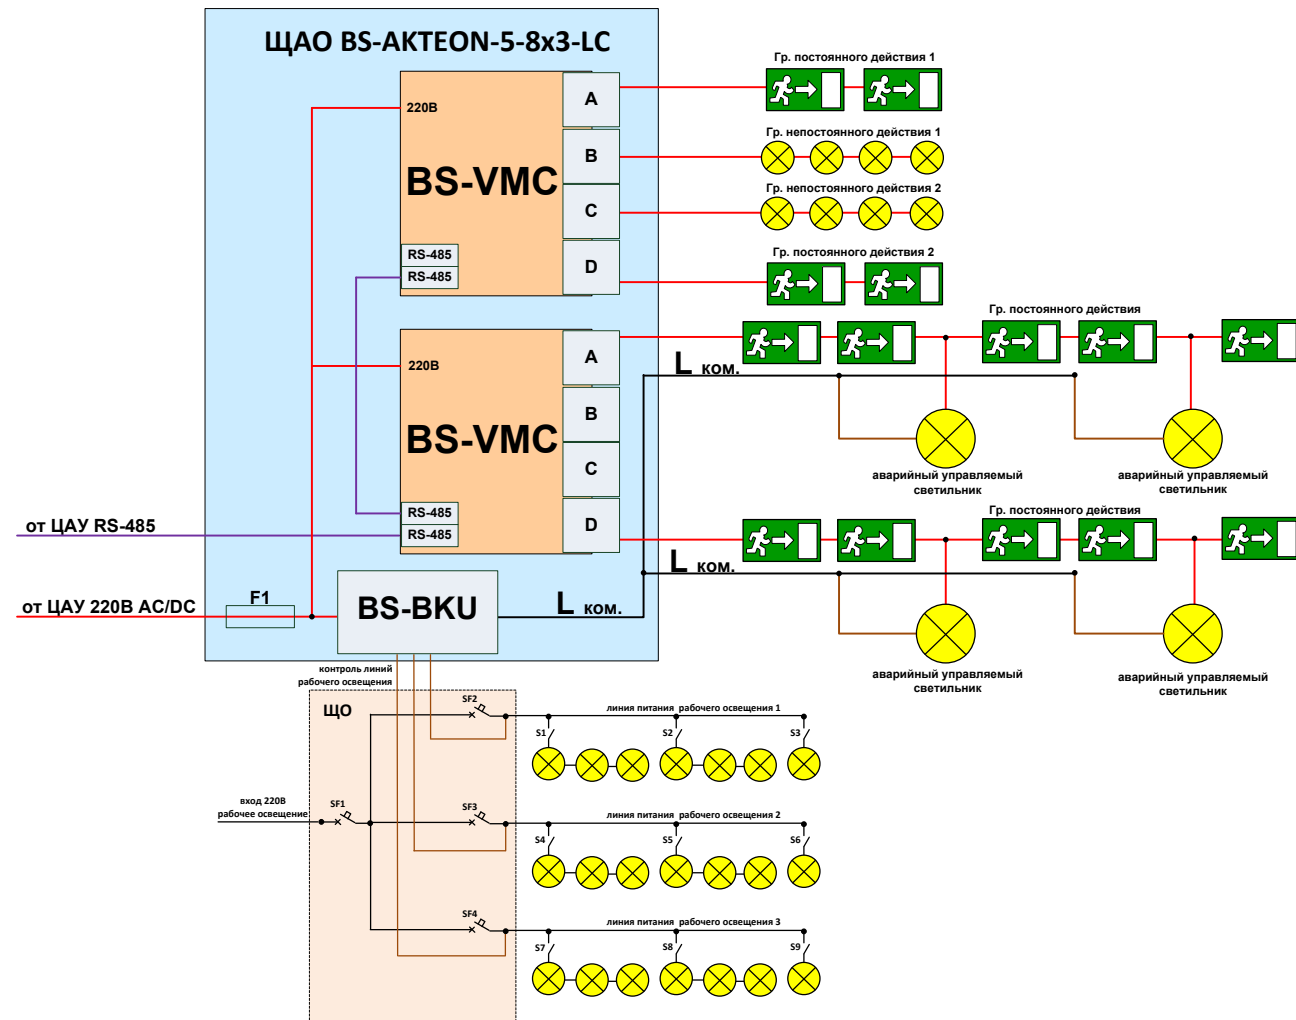 ЩАО BS-AKTEON-5-8x3-LC
220В
BS-VMC
RS-485
RS-485
A
B
C
D
Гр. постоянного действия 1
Гр. непостоянного действия 1
Гр. непостоянного действия 2
Гр. постоянного действия 2
220В
BS-VMC
RS-485
RS-485
A
B
C
D
Гр. постоянного действия
L ком.
аварийный управляемый
светильник
аварийный управляемый
светильник
Гр. постоянного действия
L ком.
аварийный управляемый
светильник
аварийный управляемый
светильник
от ЦАУ RS-485
от ЦАУ 220В AC/DC
F1
BS-BKU
L ком.
контроль линий
рабочего освещения
ЩО
SF2
линия питания рабочего освещения 1
S1
S2
S3
вход 220В
рабочее освещение
SF1
SF3
линия питания рабочего освещения 2
S4
S5
S6
SF4
линия питания рабочего освещения 3
S7
S8
S9